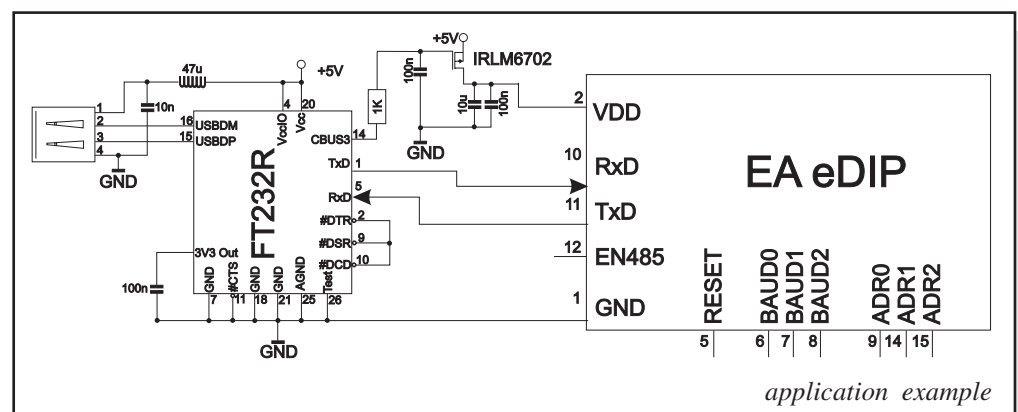 +5V
IRLM6702
47u
+5V
100n
1K
10u
100n
2
VDD
1
10n
4
20
VccIO
Vcc
2
16
USBDM
CBUS3
14
3
15
USBDP
GND
4
TxD
1
10
RxD
EA eDIP
GND
FT232R
5
RxD
11
TxD
#DTR
2
#DSR
9
12
EN485
3V3 Out
#DCD
10
100n
GND
#CTS
GND
GND
AGND
Test
1
GND
7
11
18
21
25
26
RESET
BAUD0
BAUD1
BAUD2
ADR0
ADR1
ADR2
GND
5
6
7
8
9
14
15
application example